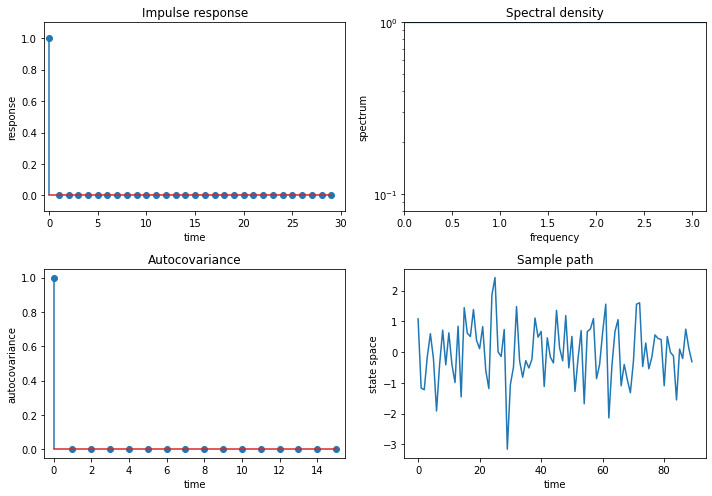 Impulse response
1.0
0.8
0.6
0.4
0.2
0.0
response
0 5 10 15 20 25 30
time
Spectral density
10⁰
10⁻¹
spectrum
0.0 0.5 1.0 1.5 2.0 2.5 3.0
frequency
Autocovariance
1.0
0.8
0.6
0.4
0.2
0.0
autocovariance
0 2 4 6 8 10 12 14
time
Sample path
2
1
0
−1
−2
−3
state space
0 20 40 60 80
time